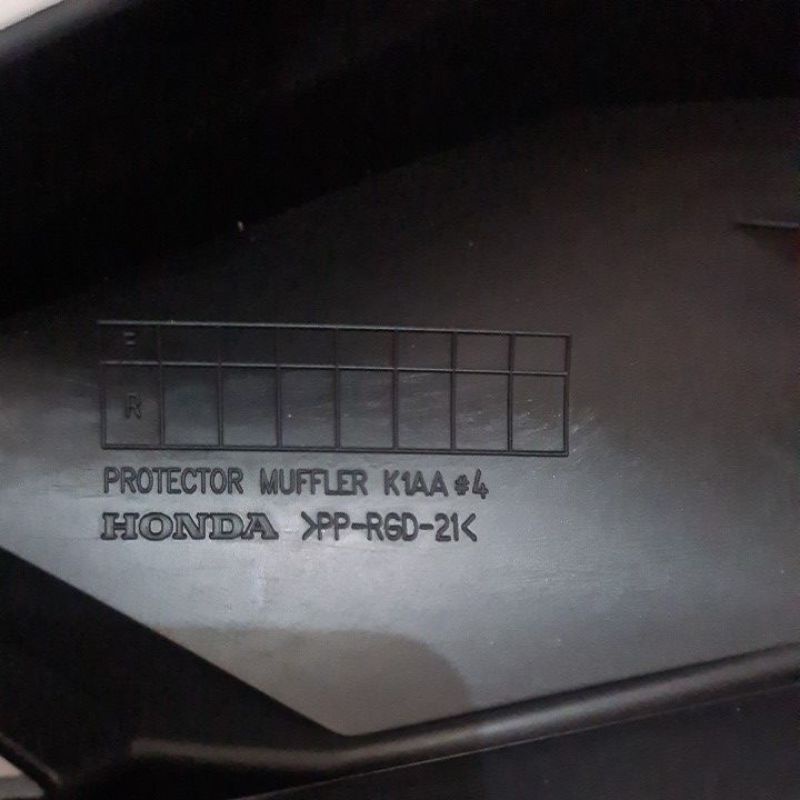 F
R
PROTECTOR MUFFLER K1AA #4
HONDA >PP-RGD-21<